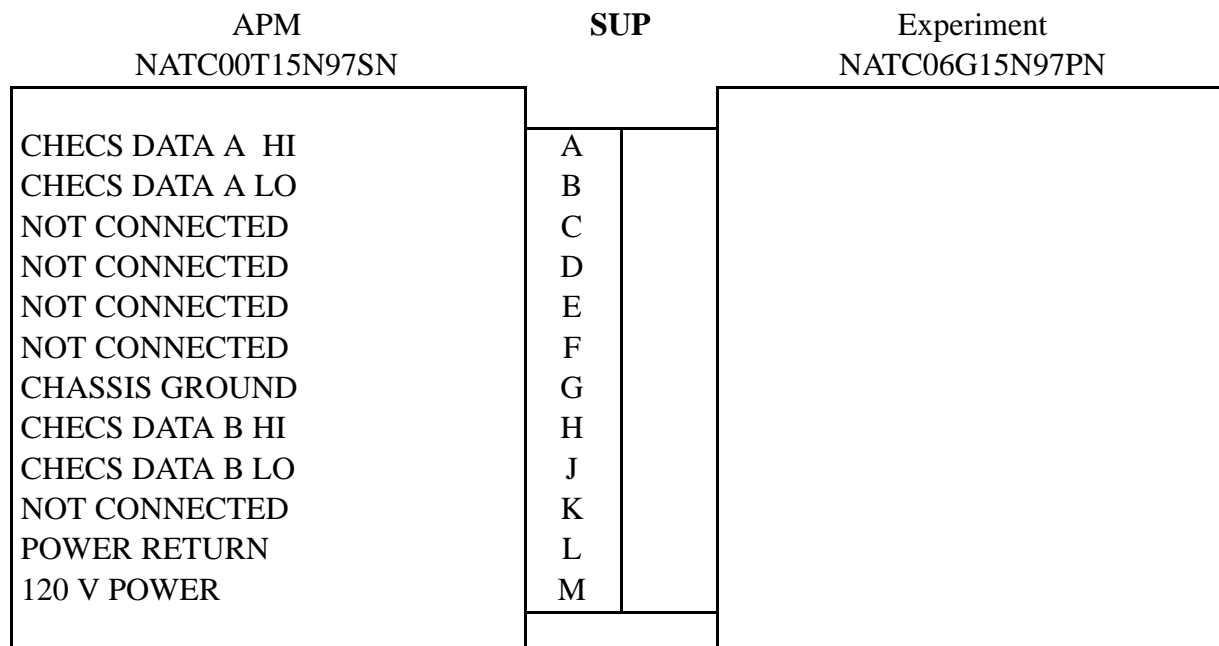 APM SUP Experiment
NATC00T15N97SN NATC06G15N97PN
CHECS DATA A HI A
CHECS DATA A LO B
NOT CONNECTED C
NOT CONNECTED D
NOT CONNECTED E
NOT CONNECTED F
CHASSIS GROUND G
CHECS DATA B HI H
CHECS DATA B LO J
NOT CONNECTED K
POWER RETURN L
120 V POWER M